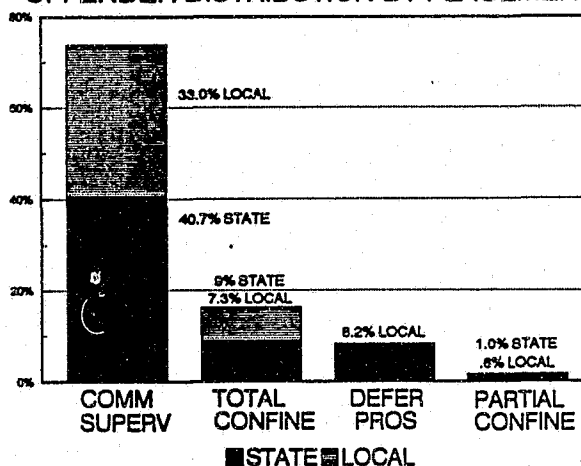 80%
60%
40%
20%
0%
33.0% LOCAL
40.7% STATE
9% STATE
7.3% LOCAL
8.2% LOCAL
1.0% STATE
.6% LOCAL
COMM SUPERV
TOTAL CONFINE
DEFER PROS
PARTIAL CONFINE
STATE LOCAL